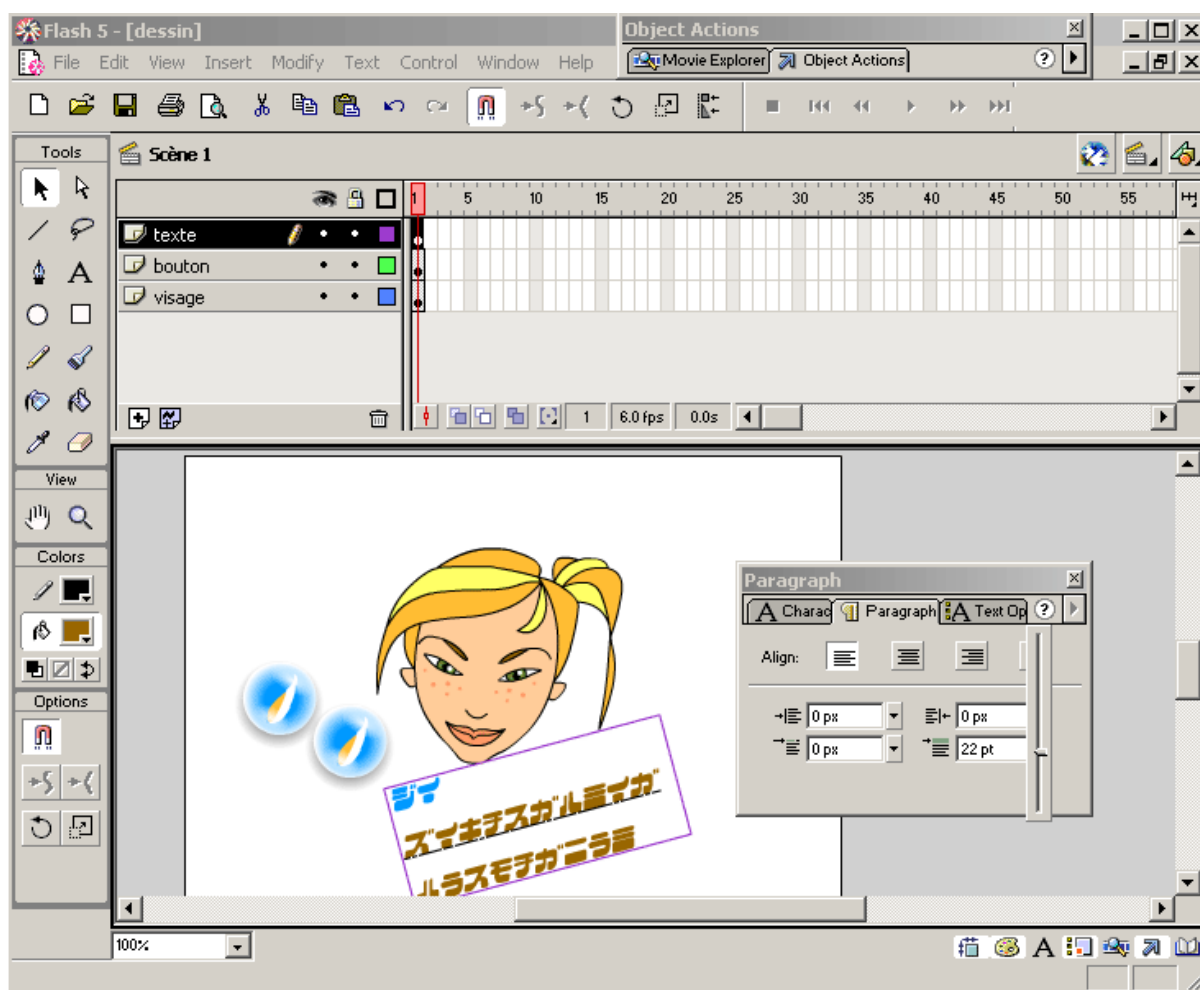 Flash 5 - [dessin]
Object Actions
File Edit View Insert Modify Text Control Window Help
Movie Explorer Object Actions ?
Tools
Scène 1
1 5 10 15 20 25 30 35 40 45 50 55
texte
bouton
visage
A
1 6.0 fps 0.0s
View
Colors
Options
Paragraph
A Charac Paragraph A Text Op ?
Align:
0 px 0 px
0 px 22 pt
ジイ
ズイキチスガルミイガ
ルラスモチガニラミ
100%
A